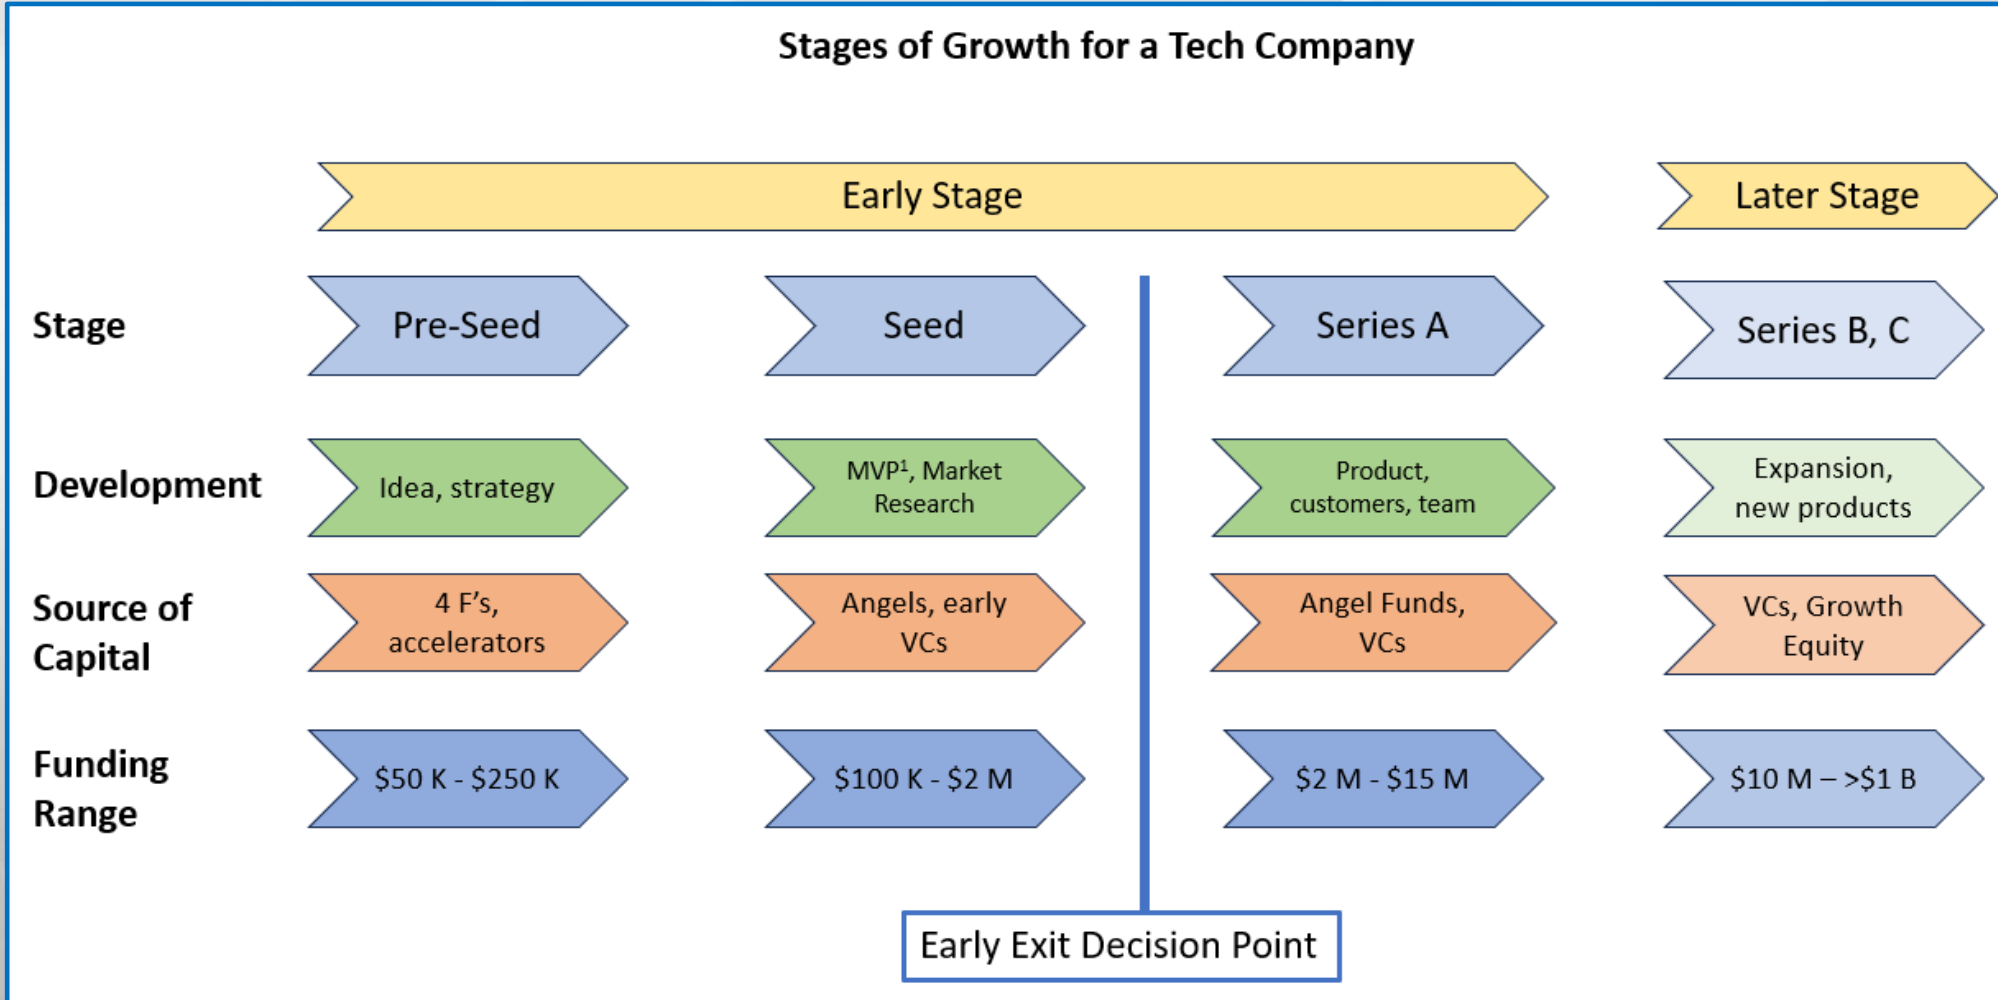 Stages of Growth for a Tech Company
Early Stage
Later Stage
Stage
Pre-Seed
Seed
Series A
Series B, C
Development
Idea, strategy
MVP¹, Market
Research
Product,
customers, team
Expansion,
new products
Source of
Capital
4 F's,
accelerators
Angels, early
VCs
Angel Funds,
VCs
VCs, Growth
Equity
Funding
Range
$50 K - $250 K
$100 K - $2 M
$2 M - $15 M
$10 M – >$1 B
Early Exit Decision Point